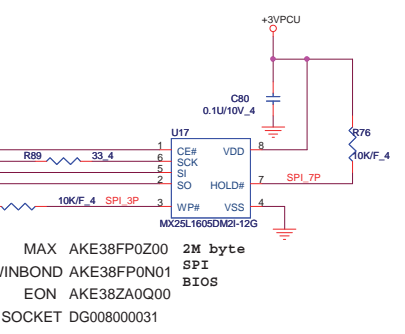 +3VPCU
C80
0.1U/10V_4
U17
R76
10K/F_4
R89 33_4
1 CE# VDD 8
6 SCK
5 SI
2 SO HOLD# 7 SPI_7P
10K/F_4 SPI_3P 3 WP# VSS 4
MX25L1605DM2I-12G
MAX AKE38FP0Z00 2M byte
WINBOND AKE38FP0N01 SPI
EON AKE38ZA0Q00 BIOS
SOCKET DG008000031